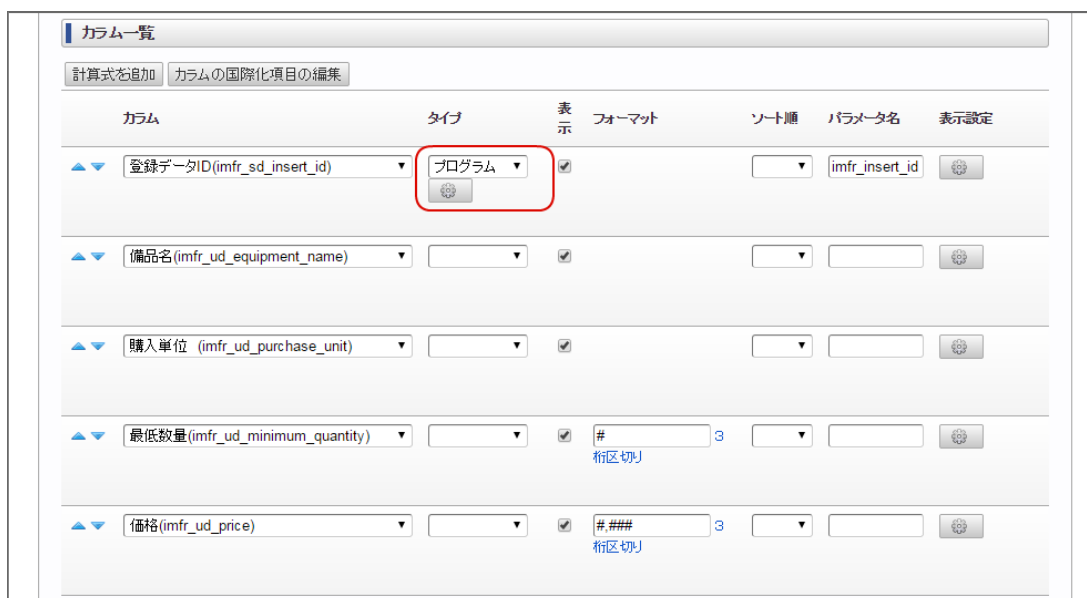 カラム一覧
計算式を追加 カラムの国際化項目の編集
カラム タイプ 表示 フォーマット ソート順 パラメータ名 表示設定
登録データID(imfr_sd_insert_id) プログラム imfr_insert_id
備品名(imfr_ud_equipment_name)
購入単位 (imfr_ud_purchase_unit)
最低数量(imfr_ud_minimum_quantity) # 3
桁区切り
価格(imfr_ud_price) #,### 3
桁区切り